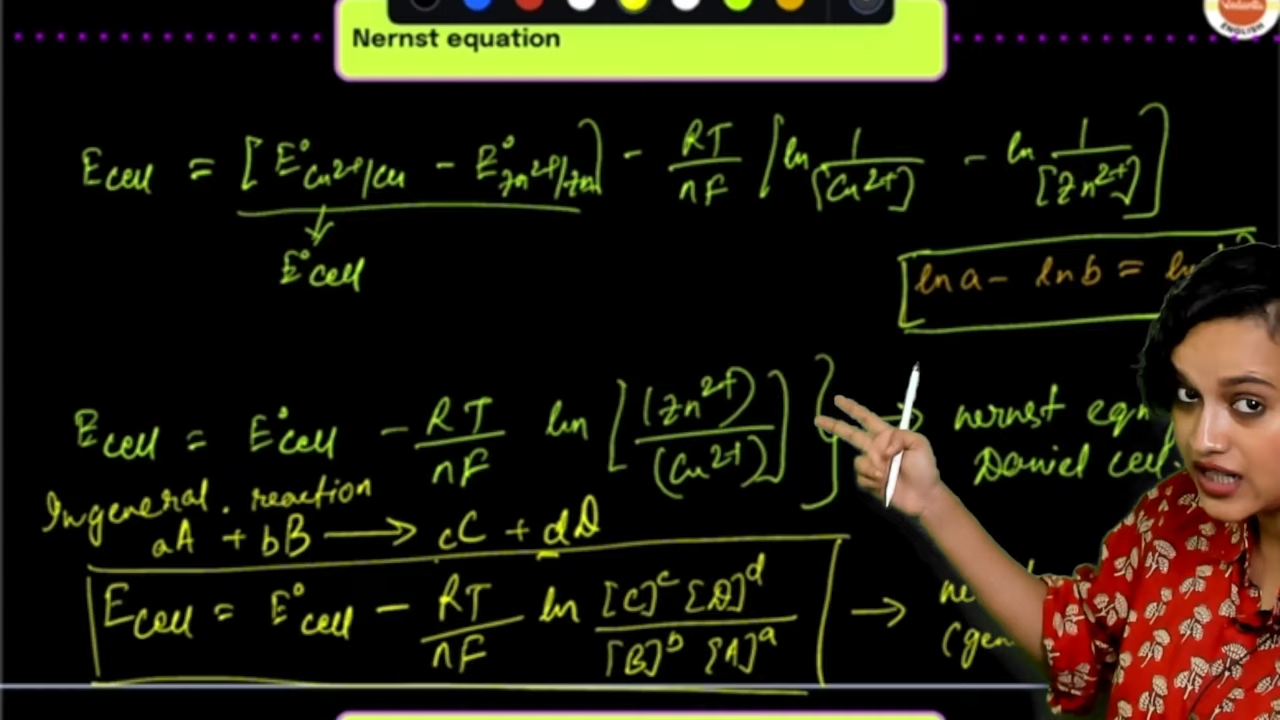 Nernst equation
ENGLISH
Ecell = [E°Cu²⁺/Cu − E°Zn²⁺/Zn] − RT/nF [ln 1/[Cu²⁺] − ln 1/[Zn²⁺]]
E°cell
ln a − ln b =
Ecell = E°cell − RT/nF ln [(Zn²⁺)/(Cu²⁺)] } → nernst eqn
Daniel cell.
In general. reaction
aA + bB ⟶ cC + dD
Ecell = E°cell − RT/nF ln [C]ᶜ [D]ᵈ/[B]ᵇ [A]ᵃ →